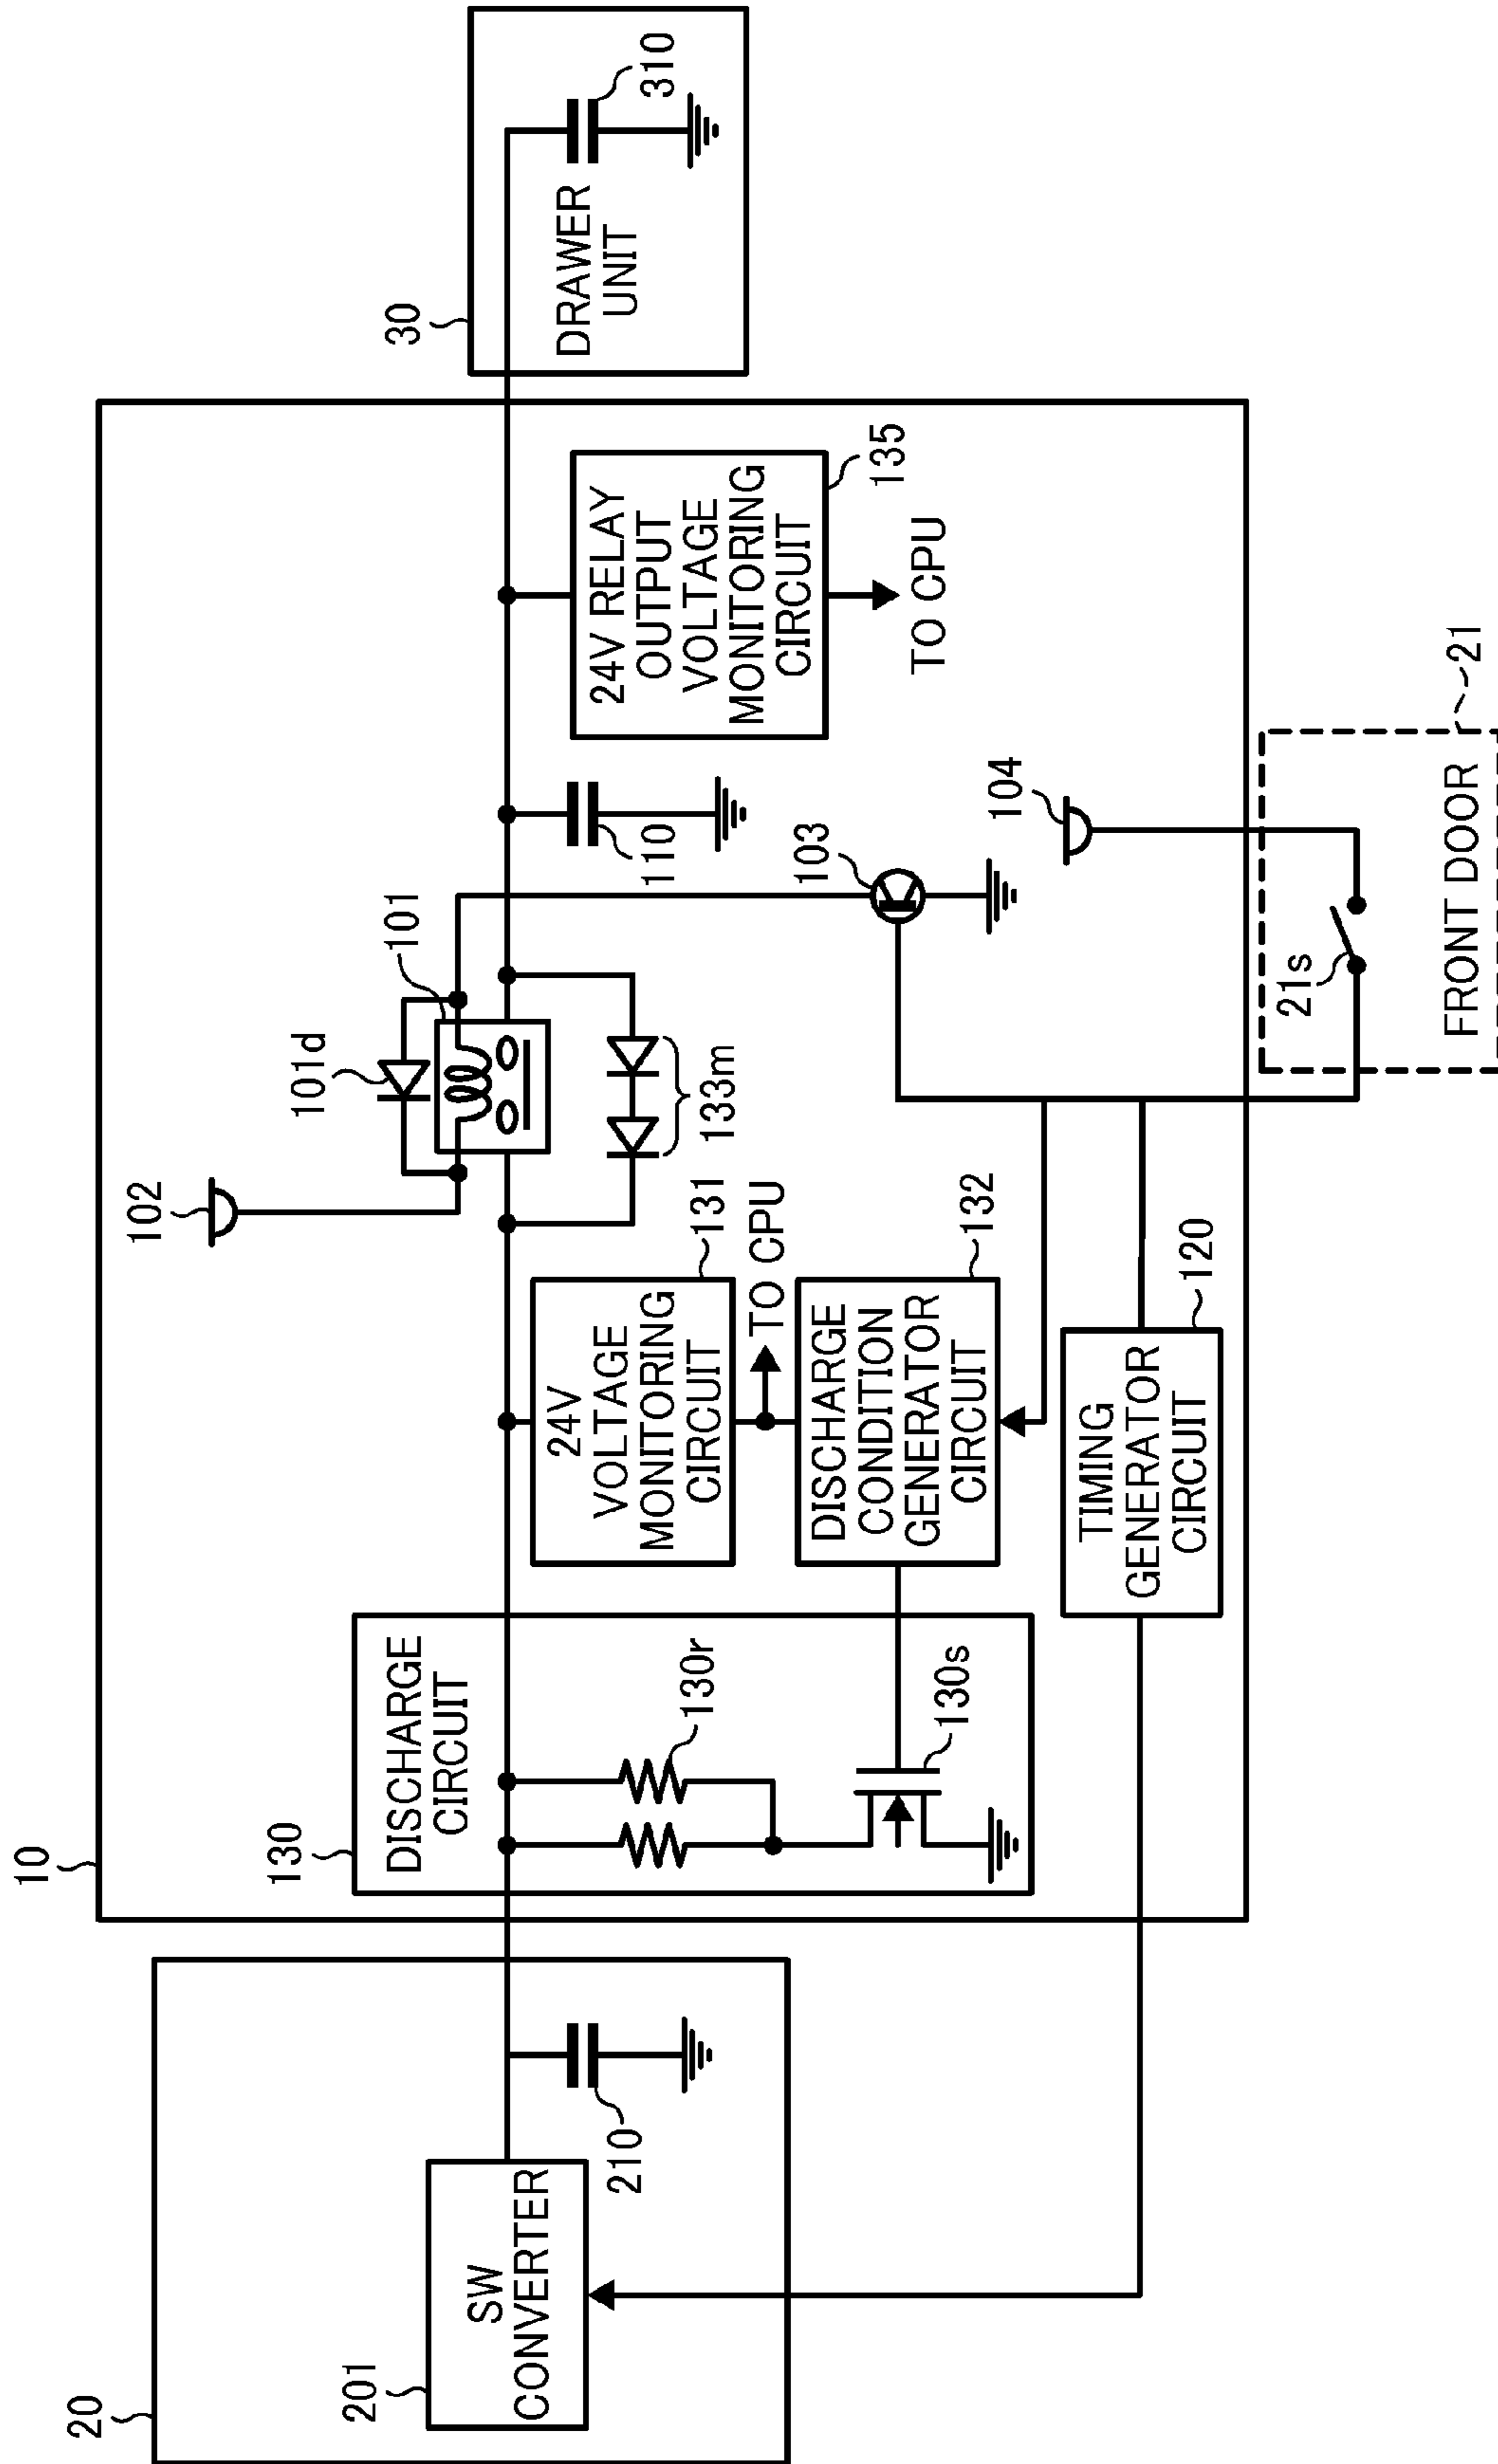 10
20
201
SW
CONVERTER
210
130
DISCHARGE
CIRCUIT
130r
130s
102
101d
101
133m
24V
VOLTAGE
MONITORING
CIRCUIT
131
TO CPU
DISCHARGE
CONDITION
GENERATOR
CIRCUIT
132
TIMING
GENERATOR
CIRCUIT
120
110
103
104
24V RELAY
OUTPUT
VOLTAGE
MONITORING
CIRCUIT
135
TO CPU
30
DRAWER
UNIT
310
21s
FRONT DOOR
21